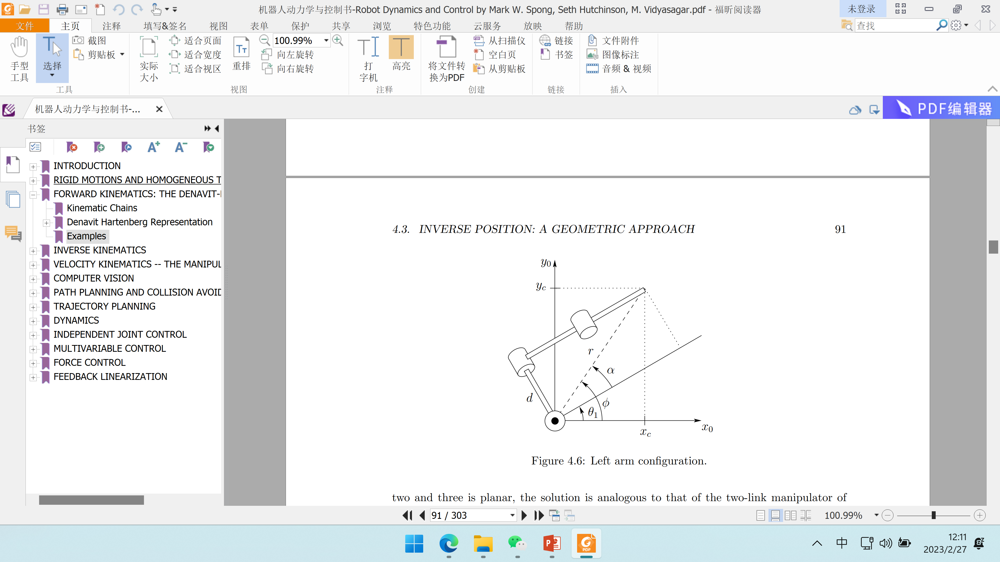 机器人动力学与控制书-Robot Dynamics and Control by Mark W. Spong, Seth Hutchinson, M. Vidyasagar.pdf - 福昕阅读器
未登录
文件 主页 注释 填写&签名 视图 表单 保护 共享 浏览 特色功能 云服务 放映 帮助
查找
手型
工具
选择
截图
剪贴板
工具
实际
大小
适合页面
适合宽度
适合视区
重排
100.99%
向左旋转
向右旋转
视图
打
字机
高亮
注释
将文件转
换为PDF
从扫描仪
空白页
从剪贴板
创建
链接
书签
链接
文件附件
图像标注
音频 & 视频
插入
机器人动力学与控制书-...
PDF编辑器
书签
INTRODUCTION
RIGID MOTIONS AND HOMOGENEOUS T
FORWARD KINEMATICS: THE DENAVIT-
Kinematic Chains
Denavit Hartenberg Representation
Examples
INVERSE KINEMATICS
VELOCITY KINEMATICS -- THE MANIPUL
COMPUTER VISION
PATH PLANNING AND COLLISION AVOID
TRAJECTORY PLANNING
DYNAMICS
INDEPENDENT JOINT CONTROL
MULTIVARIABLE CONTROL
FORCE CONTROL
FEEDBACK LINEARIZATION
4.3. INVERSE POSITION: A GEOMETRIC APPROACH 91
y0
yc
r
α
d
ϕ
θ1
x0
xc
Figure 4.6: Left arm configuration.
two and three is planar, the solution is analogous to that of the two-link manipulator of
91 / 303
100.99%
中
12:11
2023/2/27